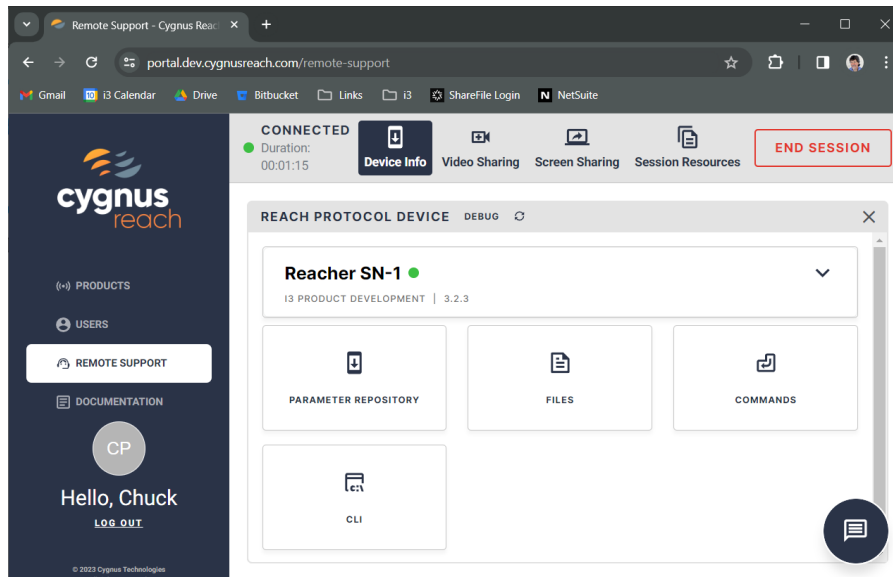 Remote Support - Cygnus Reac
portal.dev.cygnusreach.com/remote-support
Gmail
10 i3 Calendar
Drive
Bitbucket
Links
i3
ShareFile Login
N NetSuite
cygnus
reach
PRODUCTS
USERS
REMOTE SUPPORT
DOCUMENTATION
CP
Hello, Chuck
LOG OUT
© 2023 Cygnus Technologies
CONNECTED
Duration:
00:01:15
Device Info
Video Sharing
Screen Sharing
Session Resources
END SESSION
REACH PROTOCOL DEVICE DEBUG
Reacher SN-1
I3 PRODUCT DEVELOPMENT | 3.2.3
PARAMETER REPOSITORY
FILES
COMMANDS
C:\
CLI